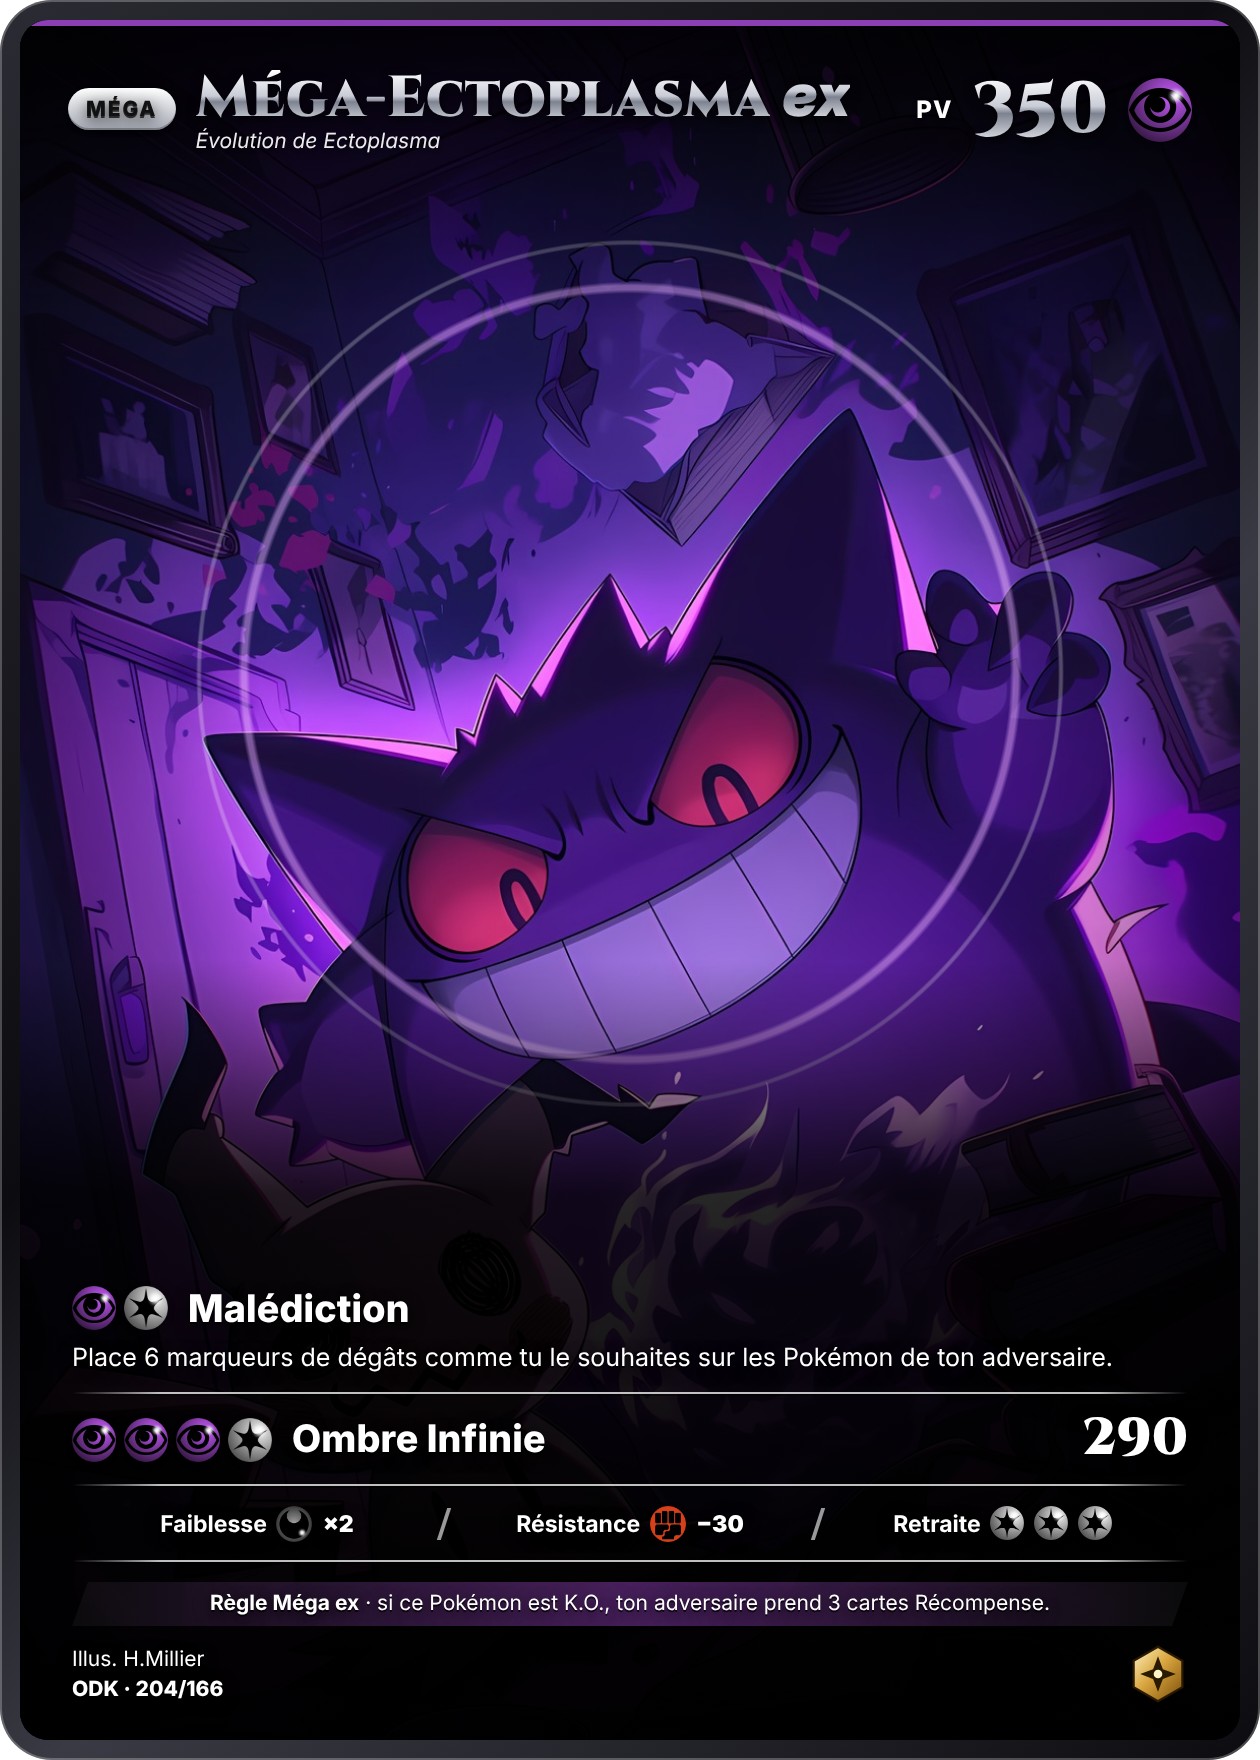 MÉGA
Méga-Ectoplasma ex
PV 350
Évolution de Ectoplasma
Malédiction
Place 6 marqueurs de dégâts comme tu le souhaites sur les Pokémon de ton adversaire.
Ombre Infinie 290
Faiblesse ×2 / Résistance −30 / Retraite
Règle Méga ex · si ce Pokémon est K.O., ton adversaire prend 3 cartes Récompense.
Illus. H.Millier
ODK · 204/166